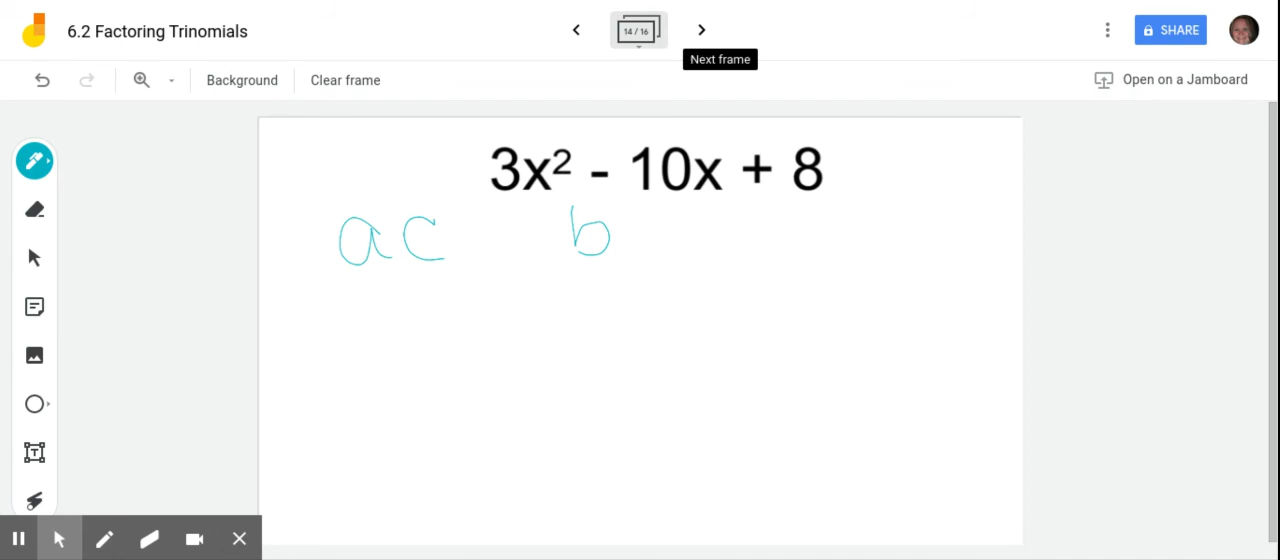 6.2 Factoring Trinomials
14 / 16
SHARE
Next frame
Background
Clear frame
Open on a Jamboard
3x² - 10x + 8
ac b
T